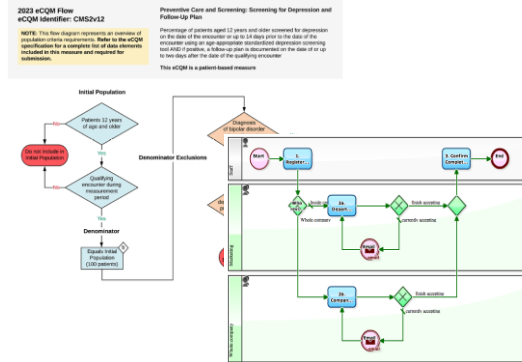 2023 eCQM Flow
eCQM Identifier: CMS2v12
NOTE: This flow diagram represents an overview of
population criteria requirements. Refer to the eCQM
specification for a complete list of data elements
included in this measure and required for
submission.
Preventive Care and Screening: Screening for Depression and
Follow-Up Plan
Percentage of patients aged 12 years and older screened for depression
on the date of the encounter or up to 14 days prior to the date of the
encounter using an age-appropriate standardized depression screening
tool AND if positive, a follow-up plan is documented on the date of or up
to two days after the date of the qualifying encounter
This eCQM is a patient-based measure
Initial Population
Patients 12 years
of age and older
No
Do not Include in
Initial Population
Yes
No
Qualifying
encounter during
measurement
period
Yes
Denominator
Equals Initial
Population
(100 patients)
Denominator Exclusions
Diagnosis
of bipolar disorder
de
Staff
Start
1.
Register...
3. Confirm
Complet...
End
Marketing
2a.
finish accepting
currently accepting
Whole company
Email
Whole company
2b.
Compan...
finish accepting
currently accepting
Email